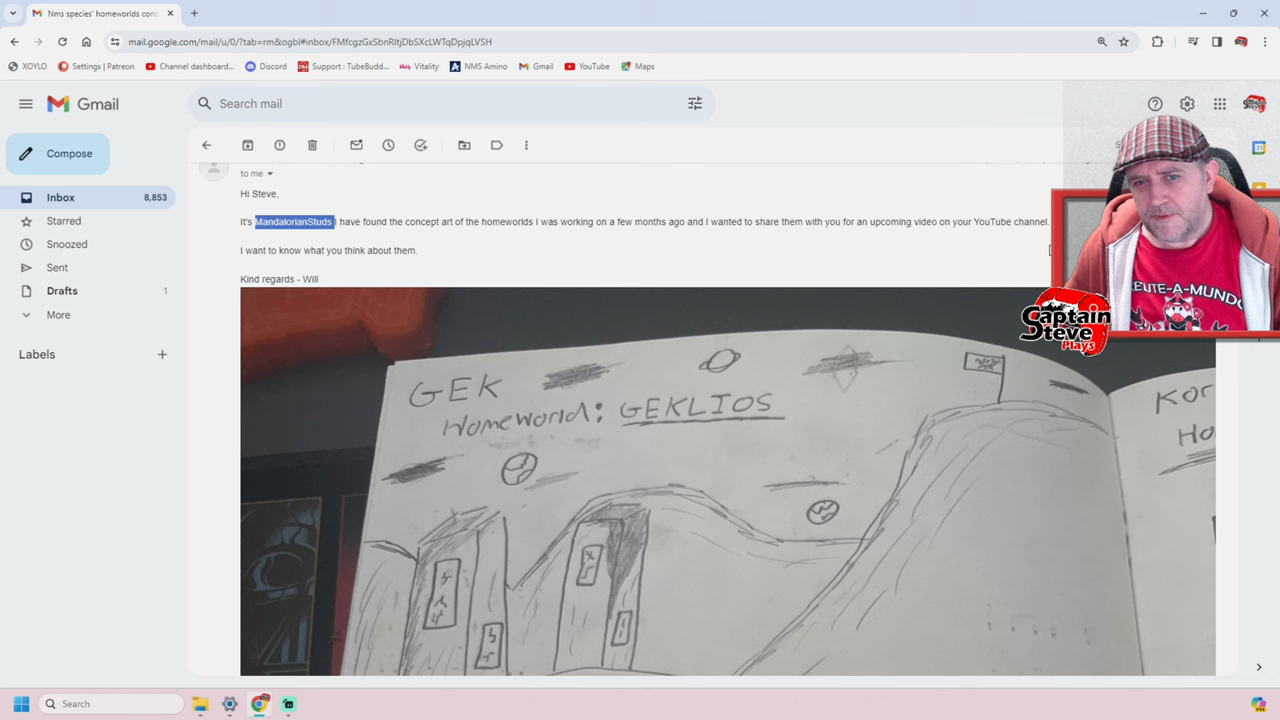 Nms species' homeworlds conc
mail.google.com/mail/u/0/?tab=rm&ogbl#inbox/FMfcgzGxSbnRltjDbSXcLWTqDpjqLVSH
XOYLO
Settings | Patreon
Channel dashboard...
Discord
Support : TubeBudd...
Vitality
NMS Amino
Gmail
YouTube
Maps
Gmail
Search mail
Compose
Inbox 8,853
Starred
Snoozed
Sent
Drafts 1
More
Labels
to me
Hi Steve,
It's MandalorianStuds I have found the concept art of the homeworlds I was working on a few months ago and I wanted to share them with you for an upcoming video on your YouTube channel.
I want to know what you think about them.
Kind regards - Will
GEK
Homeworld: GEKLIOS
Kor
Ho
EUTE-A-MUNDO
Captain
Steve
Plays
Search